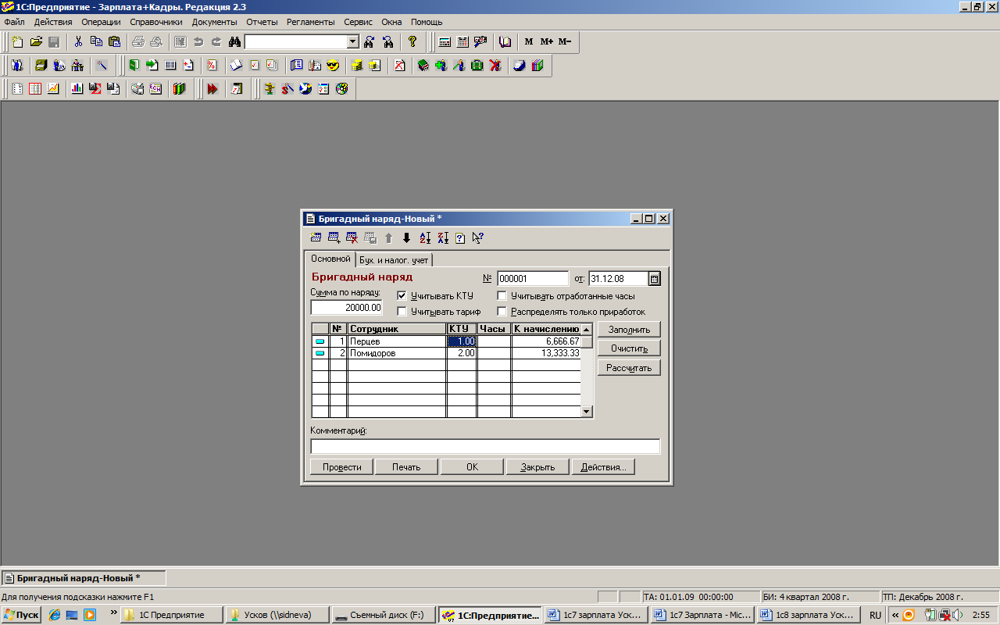 1С:Предприятие - Зарплата+Кадры. Редакция 2.3
Файл Действия Операции Справочники Документы Отчеты Регламенты Сервис Окна Помощь
M M+ M−
Бригадный наряд-Новый *
Основной Бух. и налог. учет
Бригадный наряд № 000001 от: 31.12.08
Сумма по наряду: Учитывать КТУ Учитывать отработанные часы
20000.00 Учитывать тариф Распределять только приработок
№ Сотрудник КТУ Часы К начислению Заполнить
1 Перцев 1.00 6,666.67
2 Помидоров 2.00 13,333.33
Очистить
Рассчитать
Комментарий:
Провести Печать OK Закрыть Действия...
Бригадный наряд-Новый *
Для получения подсказки нажмите F1 ТА: 01.01.09 00:00:00 БИ: 4 квартал 2008 г. ТП: Декабрь 2008 г.
Пуск » 1С Предприятие Усков (\\sidneva) Съемный диск (F:) 1С:Предприятие... 1с7 зарплата Уск... 1с7 Зарплата - Mic... 1с8 зарплата Уск... RU « 2:55